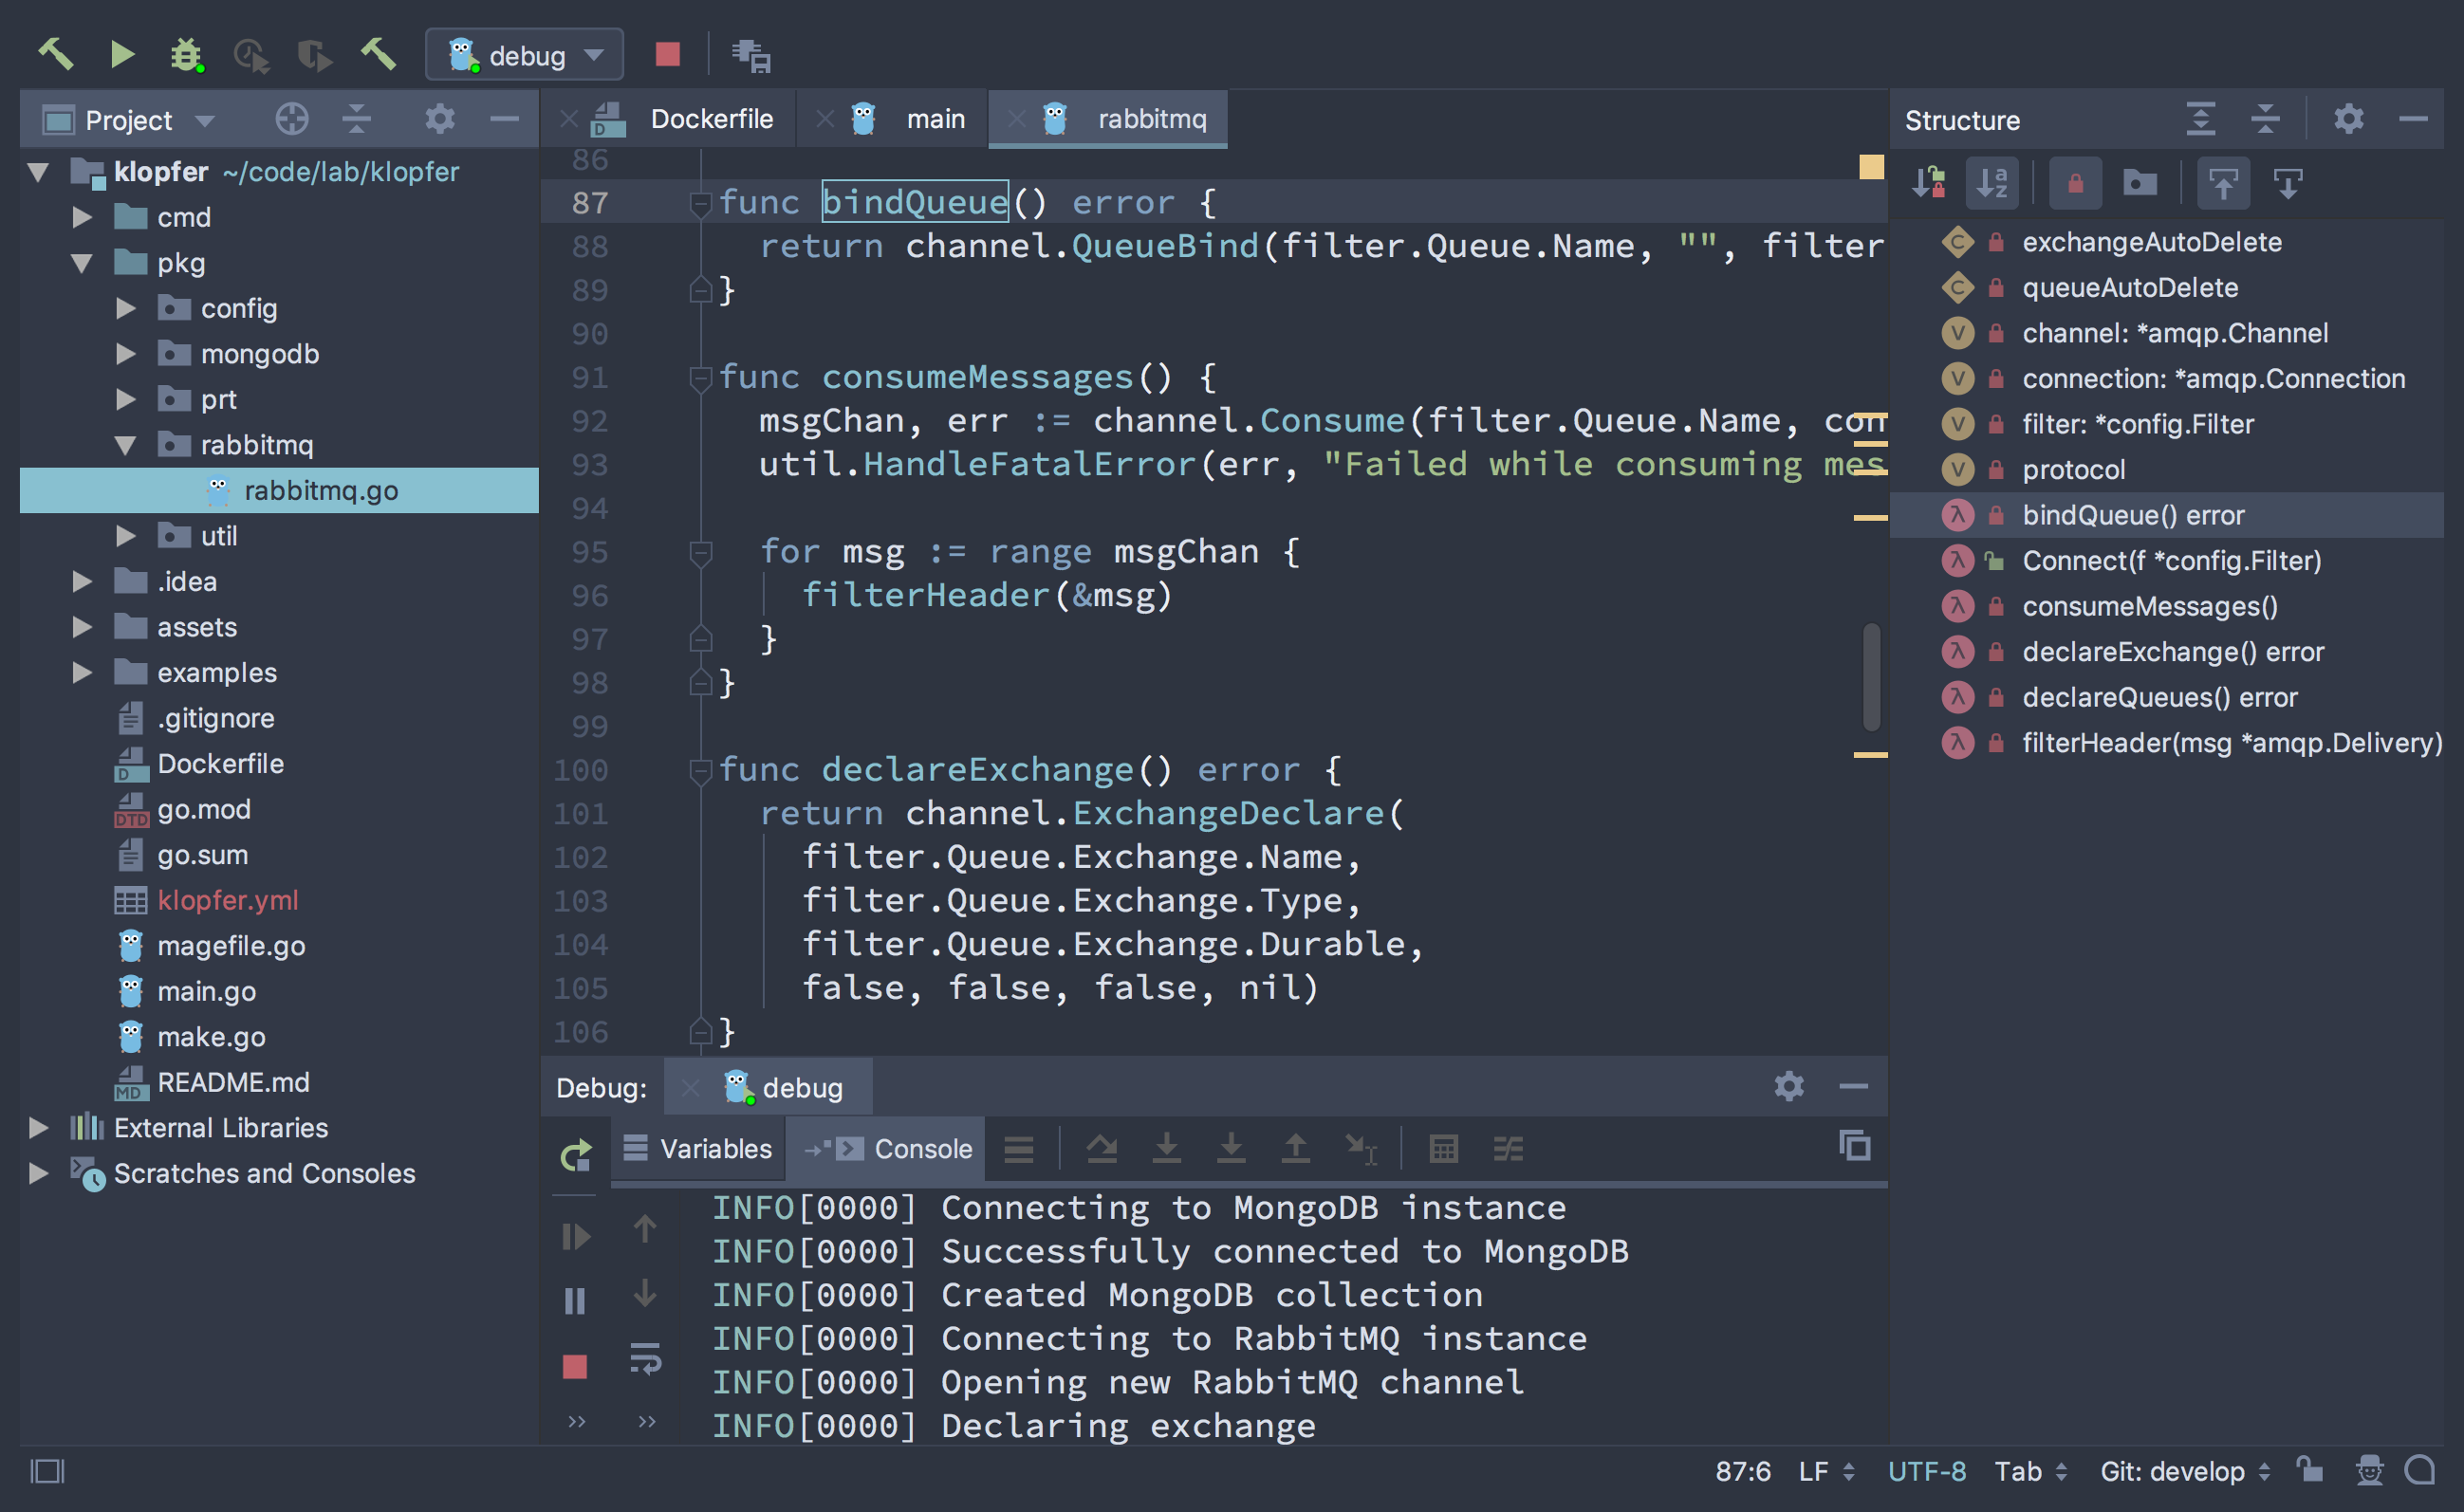 debug
Project
klopfer ~/code/lab/klopfer
cmd
pkg
config
mongodb
prt
rabbitmq
rabbitmq.go
util
.idea
assets
examples
.gitignore
D Dockerfile
DTD go.mod
go.sum
klopfer.yml
magefile.go
main.go
make.go
MD README.md
External Libraries
Scratches and Consoles
D Dockerfile
main
rabbitmq
86
87 func bindQueue() error {
88 return channel.QueueBind(filter.Queue.Name, "", filter
89 }
90
91 func consumeMessages() {
92 msgChan, err := channel.Consume(filter.Queue.Name, con
93 util.HandleFatalError(err, "Failed while consuming mes
94
95 for msg := range msgChan {
96 filterHeader(&msg)
97 }
98 }
99
100 func declareExchange() error {
101 return channel.ExchangeDeclare(
102 filter.Queue.Exchange.Name,
103 filter.Queue.Exchange.Type,
104 filter.Queue.Exchange.Durable,
105 false, false, false, nil)
106 }
Debug: debug
Variables
Console
INFO[0000] Connecting to MongoDB instance
INFO[0000] Successfully connected to MongoDB
INFO[0000] Created MongoDB collection
INFO[0000] Connecting to RabbitMQ instance
INFO[0000] Opening new RabbitMQ channel
INFO[0000] Declaring exchange
Structure
a z
C exchangeAutoDelete
C queueAutoDelete
V channel: *amqp.Channel
V connection: *amqp.Connection
V filter: *config.Filter
V protocol
λ bindQueue() error
λ Connect(f *config.Filter)
λ consumeMessages()
λ declareExchange() error
λ declareQueues() error
λ filterHeader(msg *amqp.Delivery)
87:6 LF UTF-8 Tab Git: develop